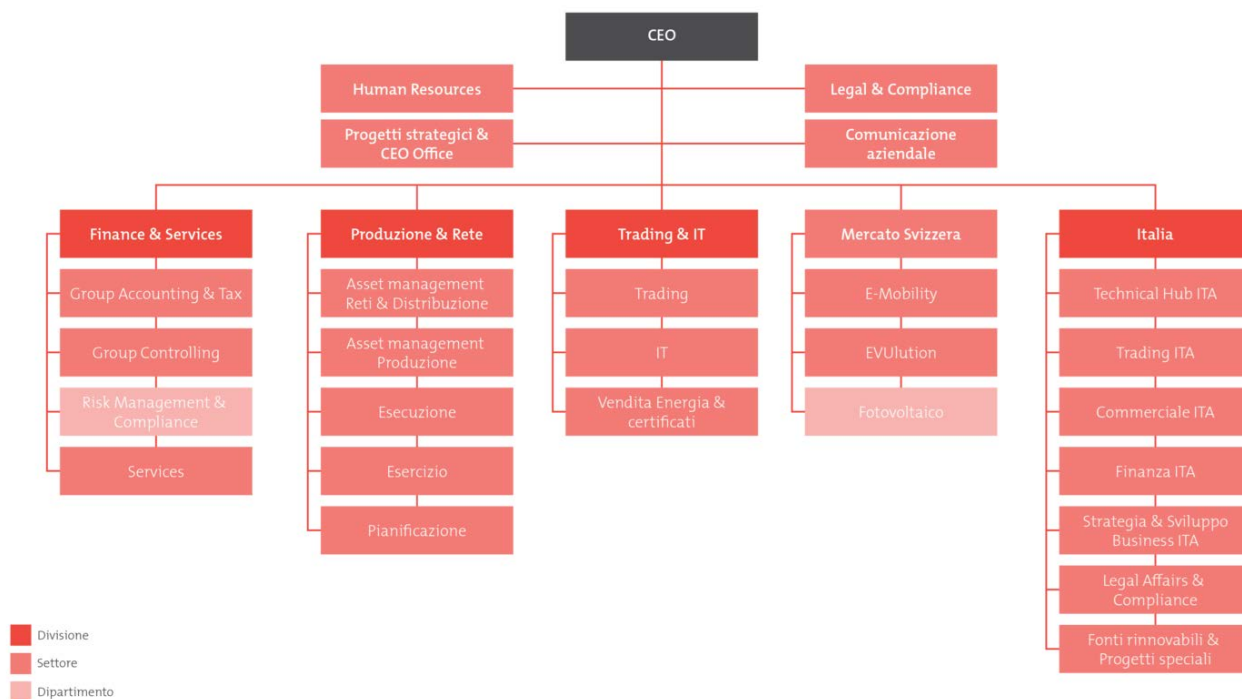 CEO
Human Resources
Legal & Compliance
Progetti strategici &
CEO Office
Comunicazione
aziendale
Finance & Services
Group Accounting & Tax
Group Controlling
Risk Management &
Compliance
Services
Produzione & Rete
Asset management
Reti & Distribuzione
Asset management
Produzione
Esecuzione
Esercizio
Pianificazione
Trading & IT
Trading
IT
Vendita Energia &
certificati
Mercato Svizzera
E-Mobility
EVUlution
Fotovoltaico
Italia
Technical Hub ITA
Trading ITA
Commerciale ITA
Finanza ITA
Strategia & Sviluppo
Business ITA
Legal Affairs &
Compliance
Fonti rinnovabili &
Progetti speciali
Divisione
Settore
Dipartimento